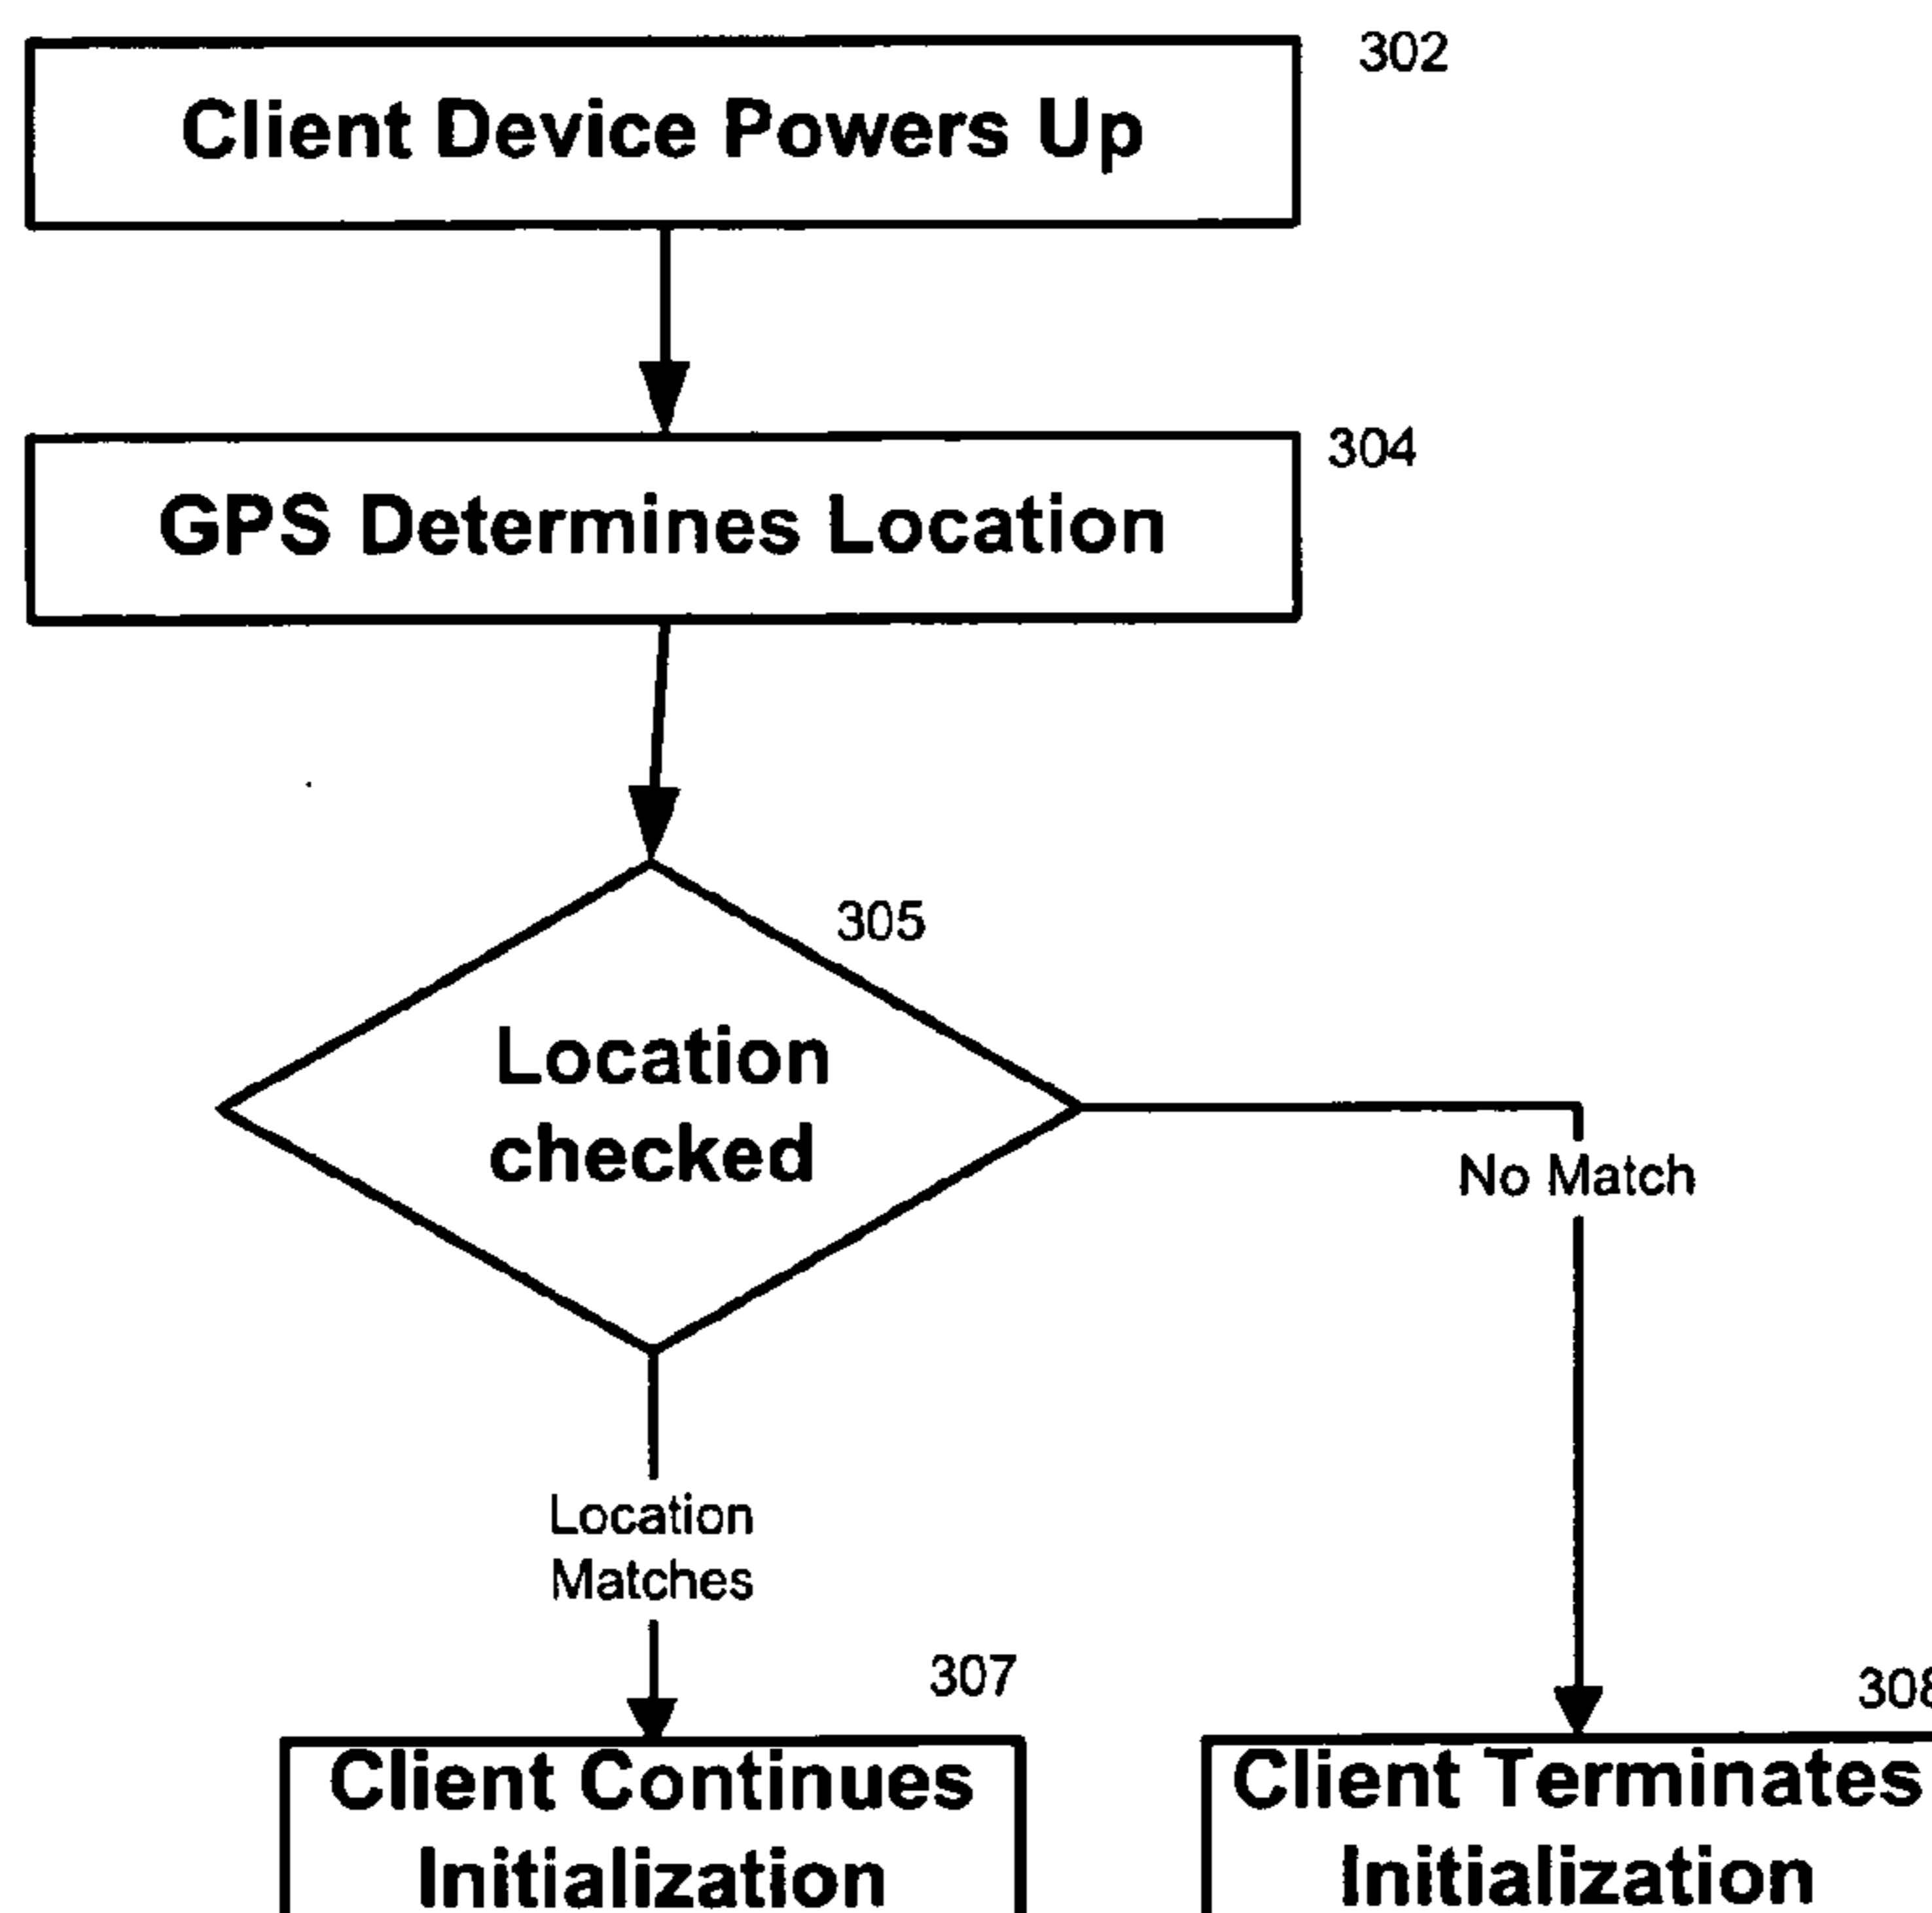 302
Client Device Powers Up
304
GPS Determines Location
305
Location
checked
No Match
Location
Matches
307
308
Client Continues
Initialization
Client Terminates
Initialization